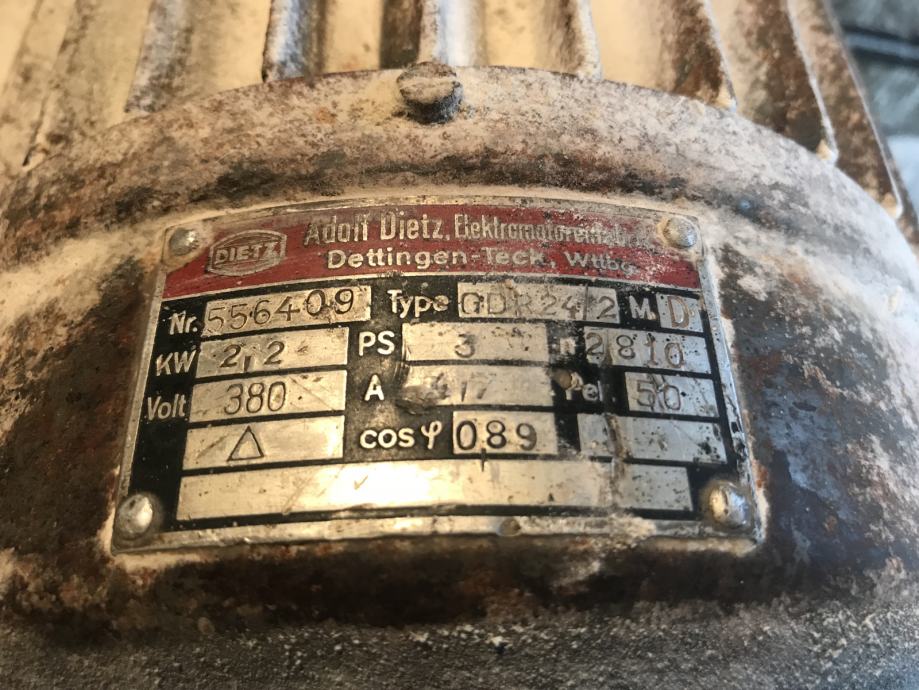 DIETZ Adolf Dietz, Elektromotorenfabrik
Dettingen-Teck, Wttbg.
Nr. 556409 Type GDR 24/2 M. D
KW 2,2 PS 3 n 2810
Volt 380 A Per. 50
△ cos φ 089